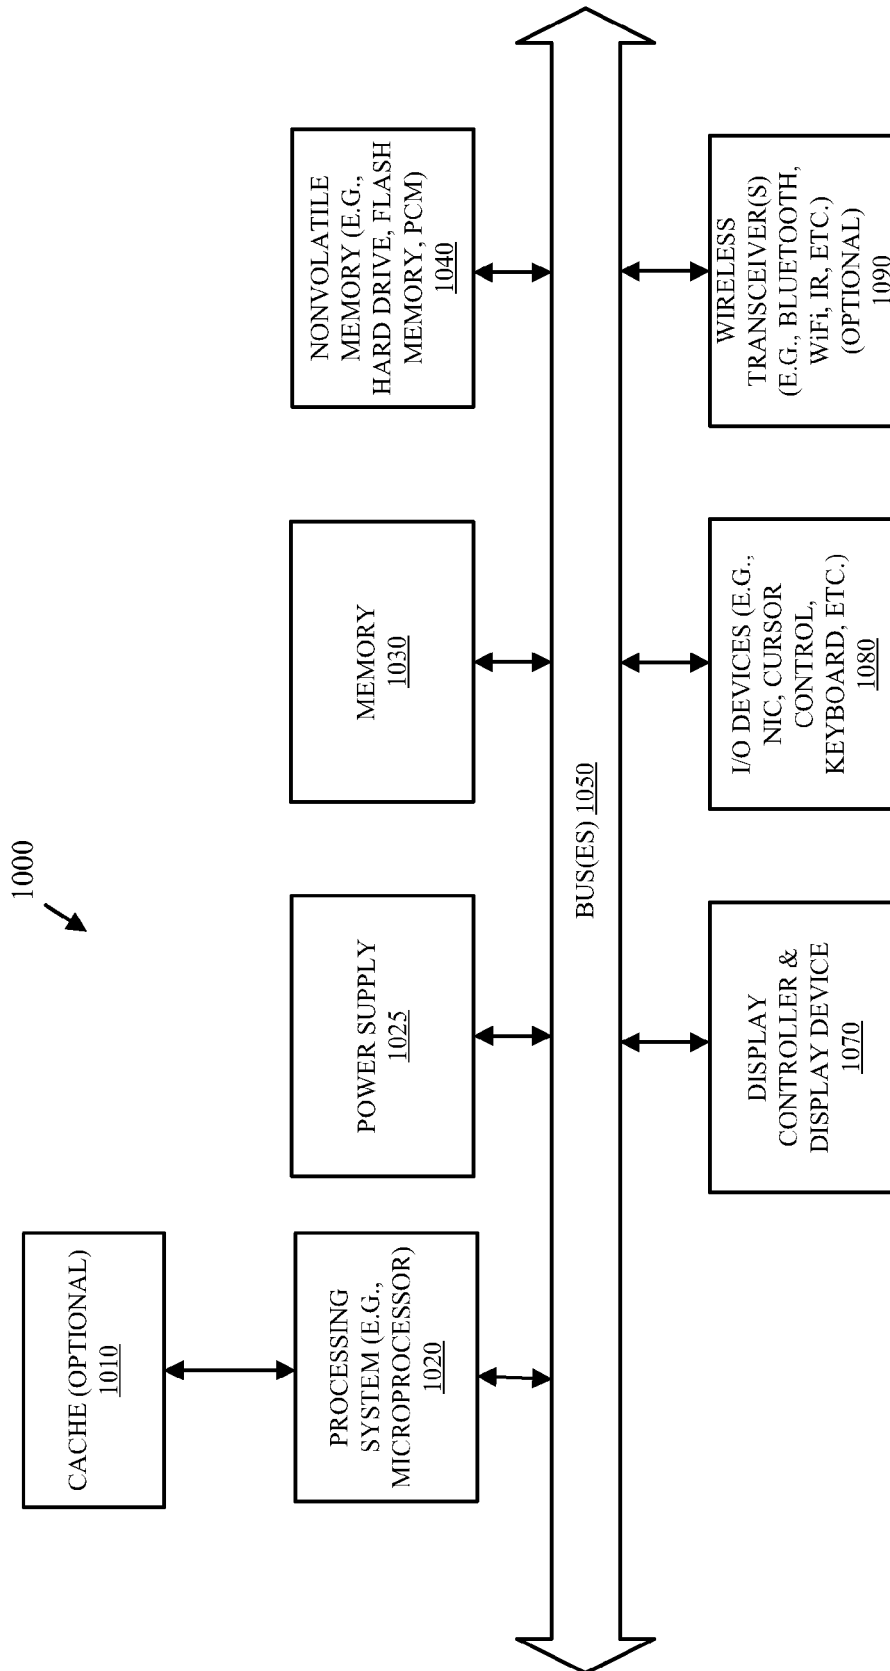 1000
CACHE (OPTIONAL)
1010
PROCESSING
SYSTEM (E.G.,
MICROPROCESSOR)
1020
POWER SUPPLY
1025
MEMORY
1030
NONVOLATILE
MEMORY (E.G.,
HARD DRIVE, FLASH
MEMORY, PCM)
1040
BUS(ES) 1050
DISPLAY
CONTROLLER &
DISPLAY DEVICE
1070
I/O DEVICES (E.G.,
NIC, CURSOR
CONTROL,
KEYBOARD, ETC.)
1080
WIRELESS
TRANSCEIVER(S)
(E.G., BLUETOOTH,
WiFi, IR, ETC.)
(OPTIONAL)
1090